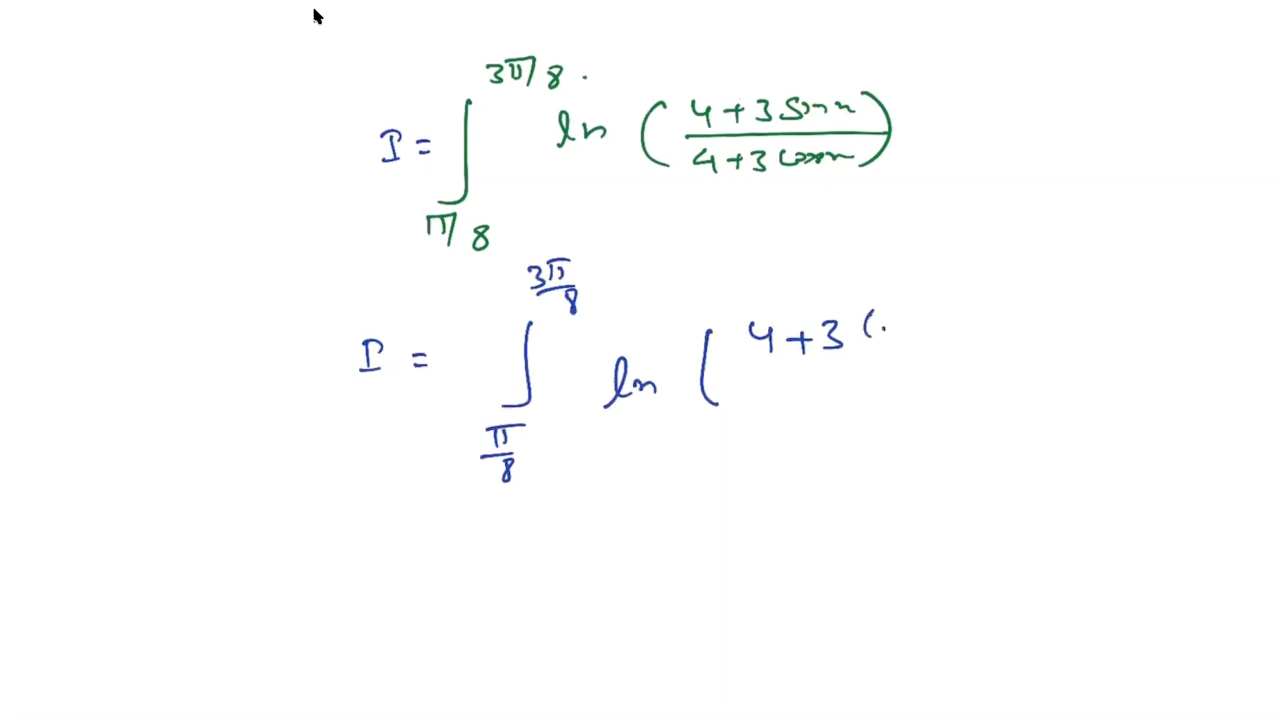 I = ∫_{π/8}^{3π/8} ln ( (4 + 3 sin x) / (4 + 3 cos x) )
I = ∫_{π/8}^{3π/8} ln ( 4 + 3 (